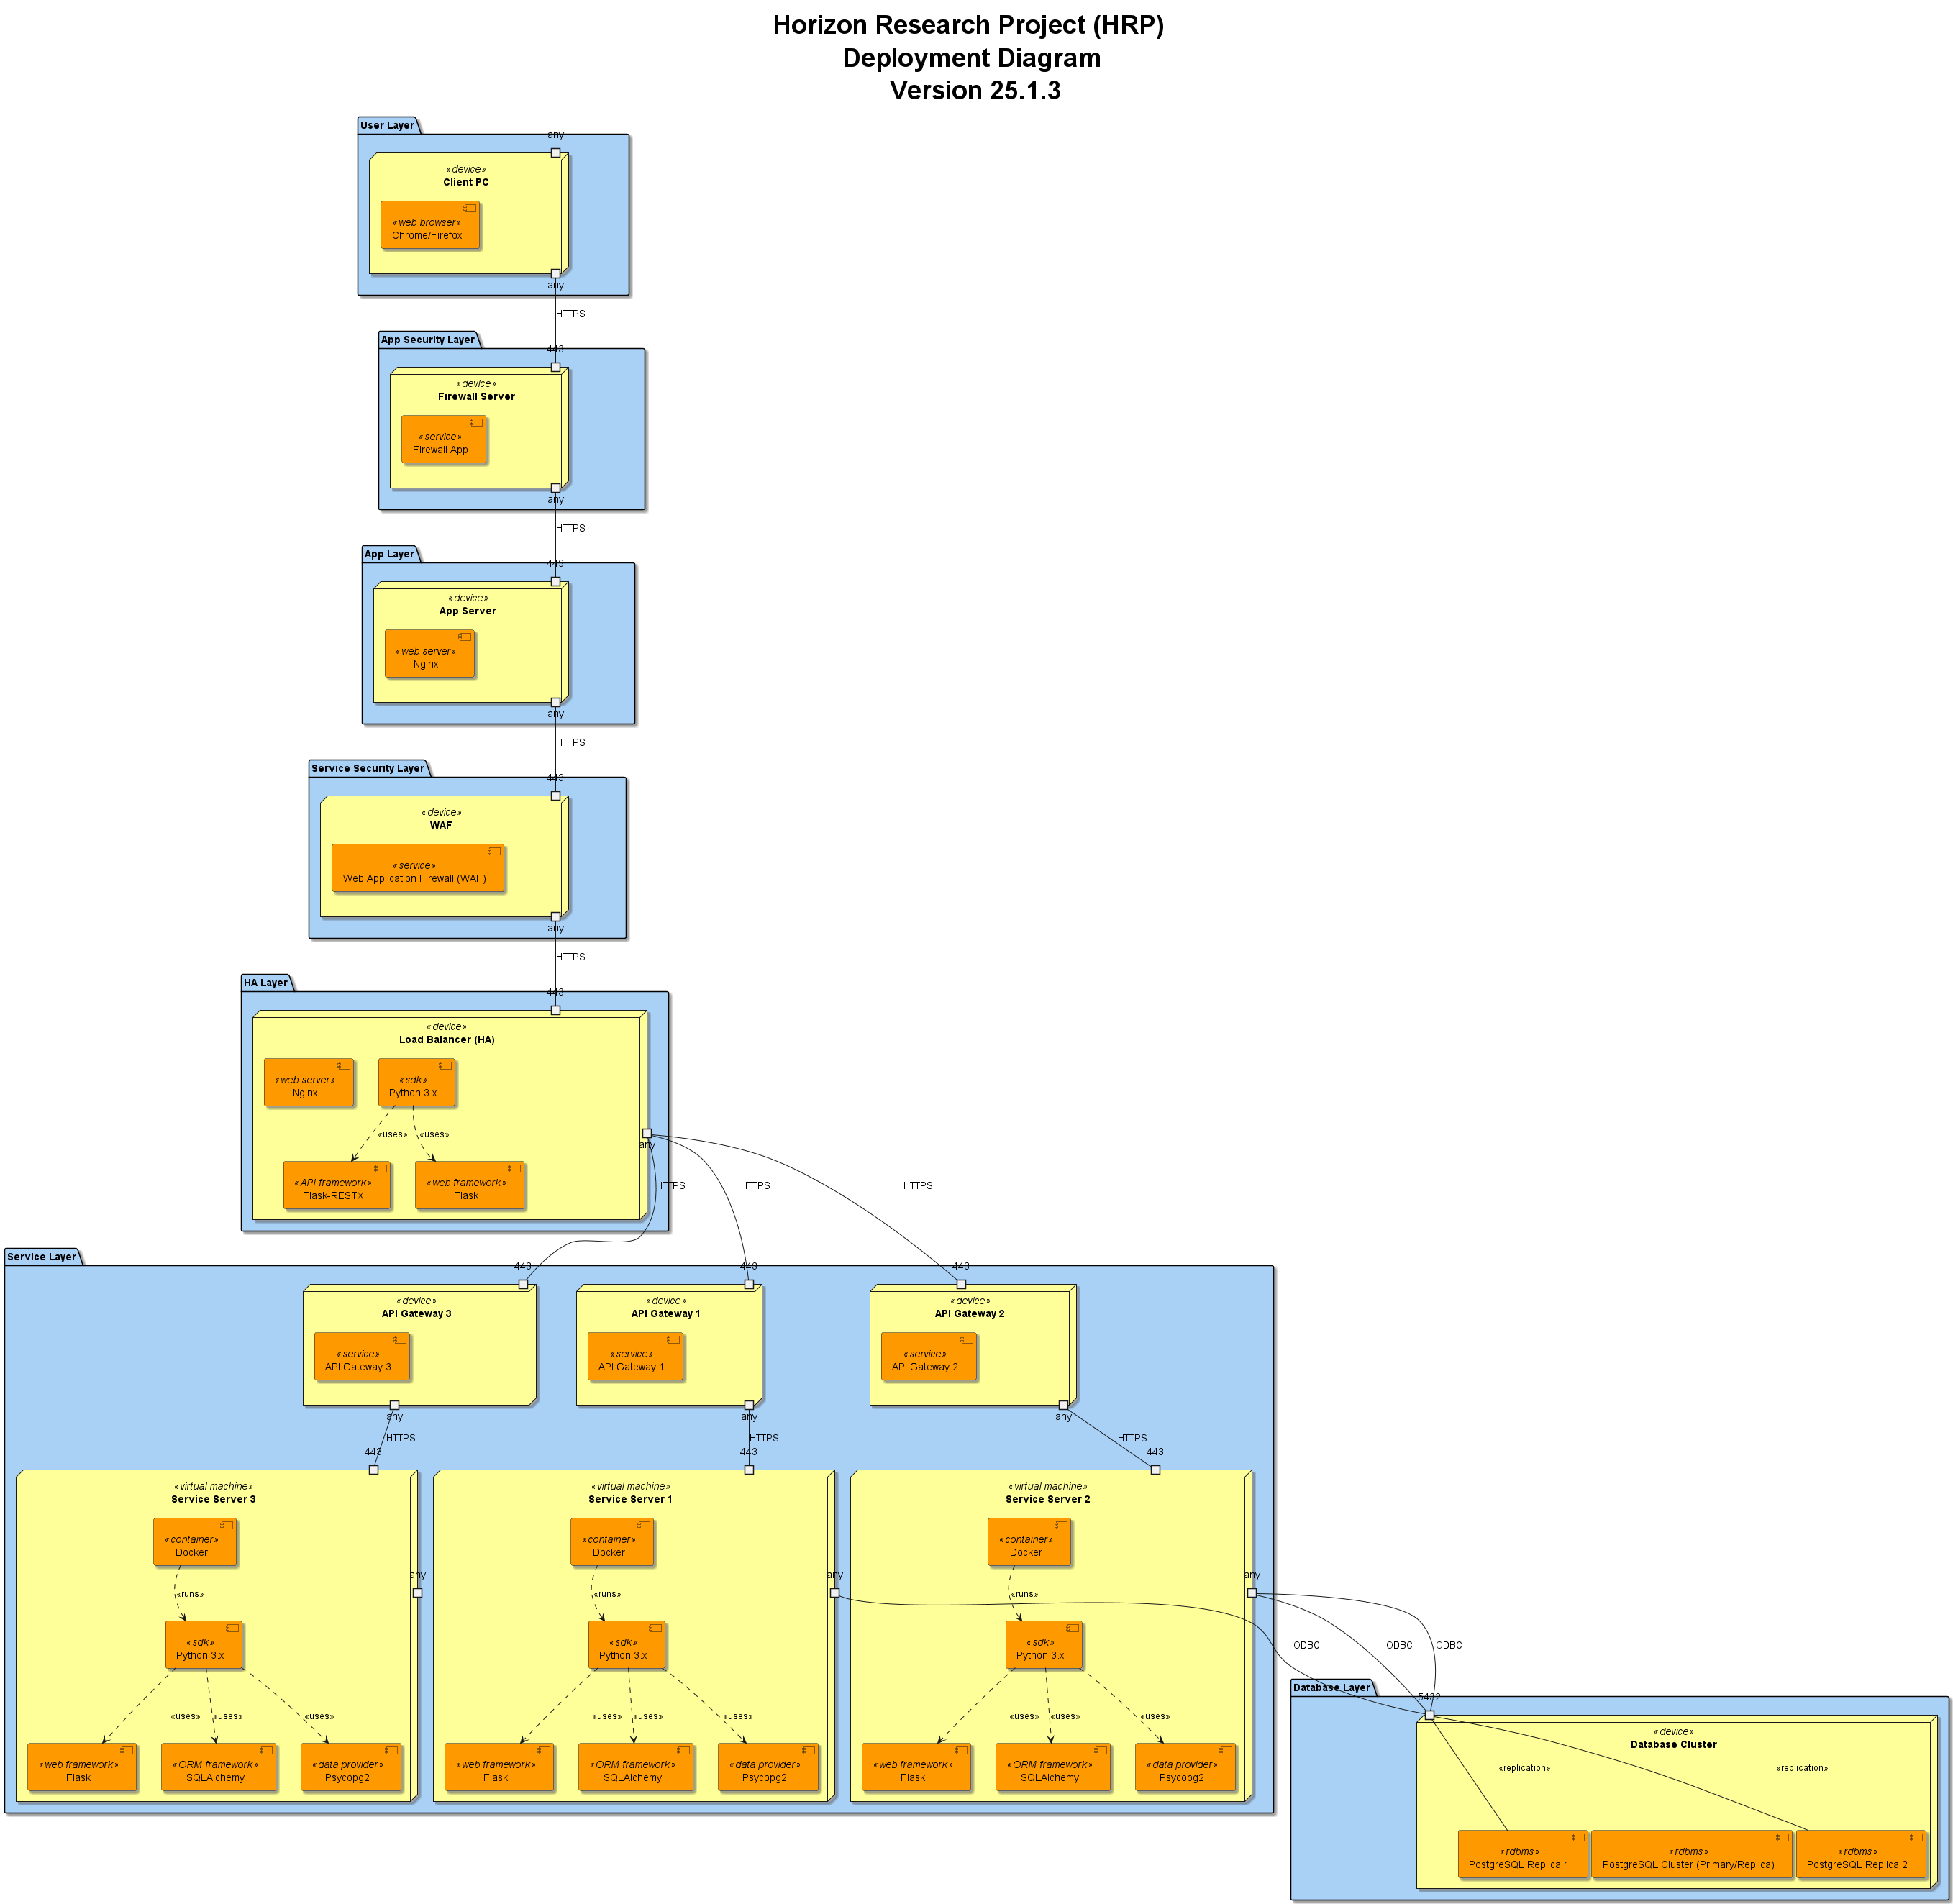 Horizon Research Project (HRP)
Deployment Diagram
Version 25.1.3
User Layer
any
«device»
Client PC
«web browser»
Chrome/Firefox
any
HTTPS
App Security Layer
443
«device»
Firewall Server
«service»
Firewall App
any
HTTPS
App Layer
443
«device»
App Server
«web server»
Nginx
any
HTTPS
Service Security Layer
443
«device»
WAF
«service»
Web Application Firewall (WAF)
any
HTTPS
HA Layer
443
«device»
Load Balancer (HA)
«web server»
Nginx
«sdk»
Python 3.x
«uses»
«uses»
any
«API framework»
Flask-RESTX
«web framework»
Flask
HTTPS
HTTPS
HTTPS
Service Layer
443
443
443
«device»
API Gateway 3
«service»
API Gateway 3
any
«device»
API Gateway 1
«service»
API Gateway 1
any
«device»
API Gateway 2
«service»
API Gateway 2
any
HTTPS
HTTPS
HTTPS
443
443
443
«virtual machine»
Service Server 3
«container»
Docker
any
«runs»
«sdk»
Python 3.x
«uses»
«uses»
«uses»
«web framework»
Flask
«ORM framework»
SQLAlchemy
«data provider»
Psycopg2
«virtual machine»
Service Server 1
«container»
Docker
any
«runs»
«sdk»
Python 3.x
«uses»
«uses»
«uses»
«web framework»
Flask
«ORM framework»
SQLAlchemy
«data provider»
Psycopg2
«virtual machine»
Service Server 2
«container»
Docker
any
«runs»
«sdk»
Python 3.x
«uses»
«uses»
«uses»
«web framework»
Flask
«ORM framework»
SQLAlchemy
«data provider»
Psycopg2
ODBC
ODBC
ODBC
Database Layer
5432
«device»
Database Cluster
«replication»
«replication»
«rdbms»
PostgreSQL Replica 1
«rdbms»
PostgreSQL Cluster (Primary/Replica)
«rdbms»
PostgreSQL Replica 2